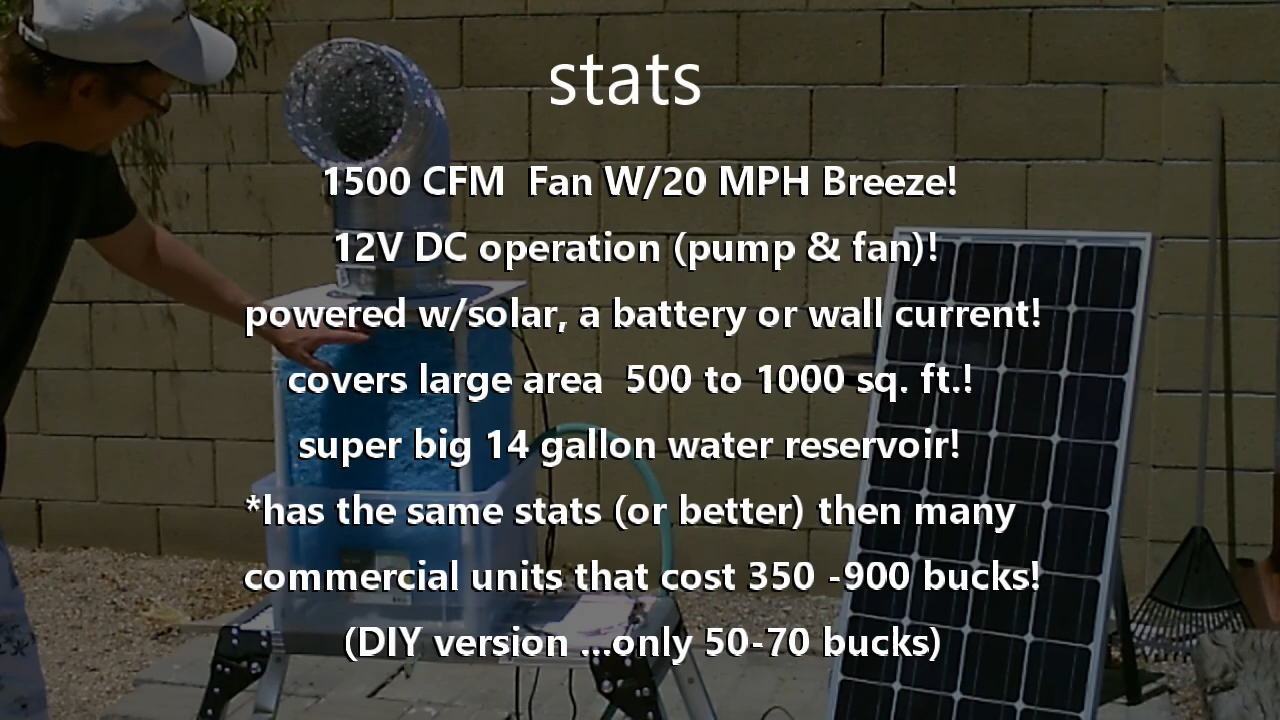 stats
1500 CFM  Fan W/20 MPH Breeze!
12V DC operation (pump & fan)!
powered w/solar, a battery or wall current!
covers large area  500 to 1000 sq. ft.!
super big 14 gallon water reservoir!
*has the same stats (or better) then many
commercial units that cost 350 -900 bucks!
(DIY version ...only 50-70 bucks)